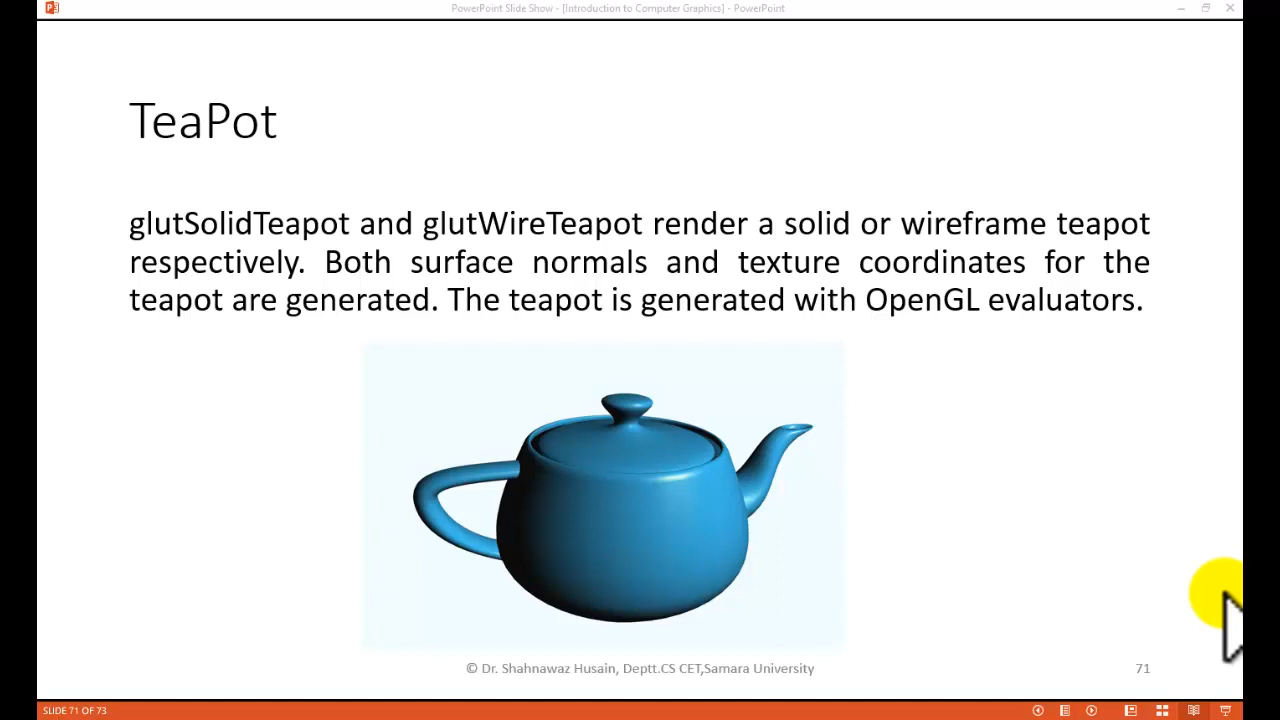 PowerPoint Slide Show - [Introduction to Computer Graphics] - PowerPoint
TeaPot
glutSolidTeapot and glutWireTeapot render a solid or wireframe teapot
respectively. Both surface normals and texture coordinates for the
teapot are generated. The teapot is generated with OpenGL evaluators.
© Dr. Shahnawaz Husain, Deptt.CS CET,Samara University
71
SLIDE 71 OF 73